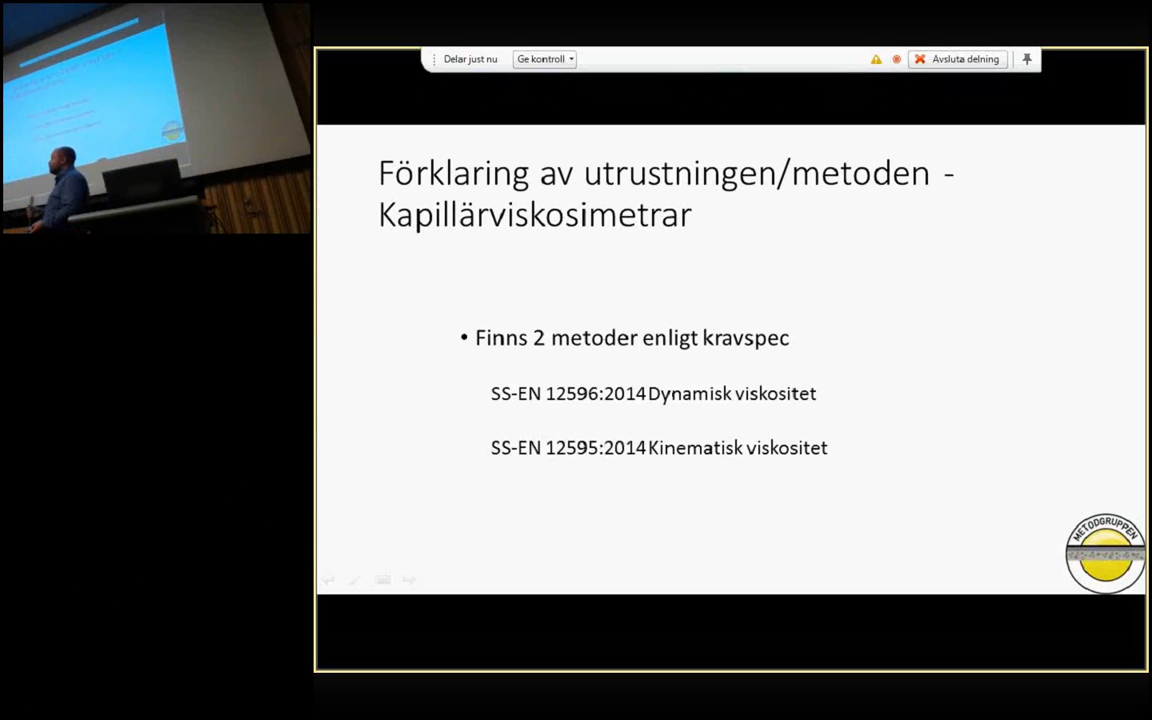 Delar just nu
Ge kontroll
Avsluta delning
Förklaring av utrustningen/metoden -
Kapillärviskosimetrar
• Finns 2 metoder enligt kravspec
SS-EN 12596:2014 Dynamisk viskositet
SS-EN 12595:2014 Kinematisk viskositet
METODGRUPPEN